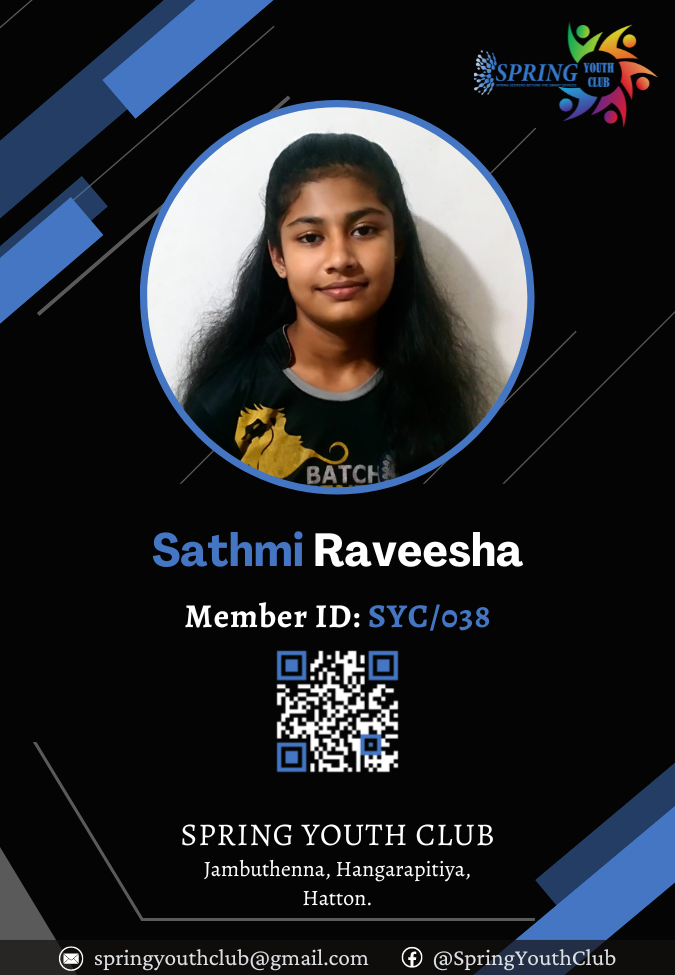 SPRING YOUTH
CLUB
BATCH
Sathmi Raveesha
Member ID: SYC/038
SPRING YOUTH CLUB
Jambuthenna, Hangarapitiya,
Hatton.
springyouthclub@gmail.com @SpringYouthClub